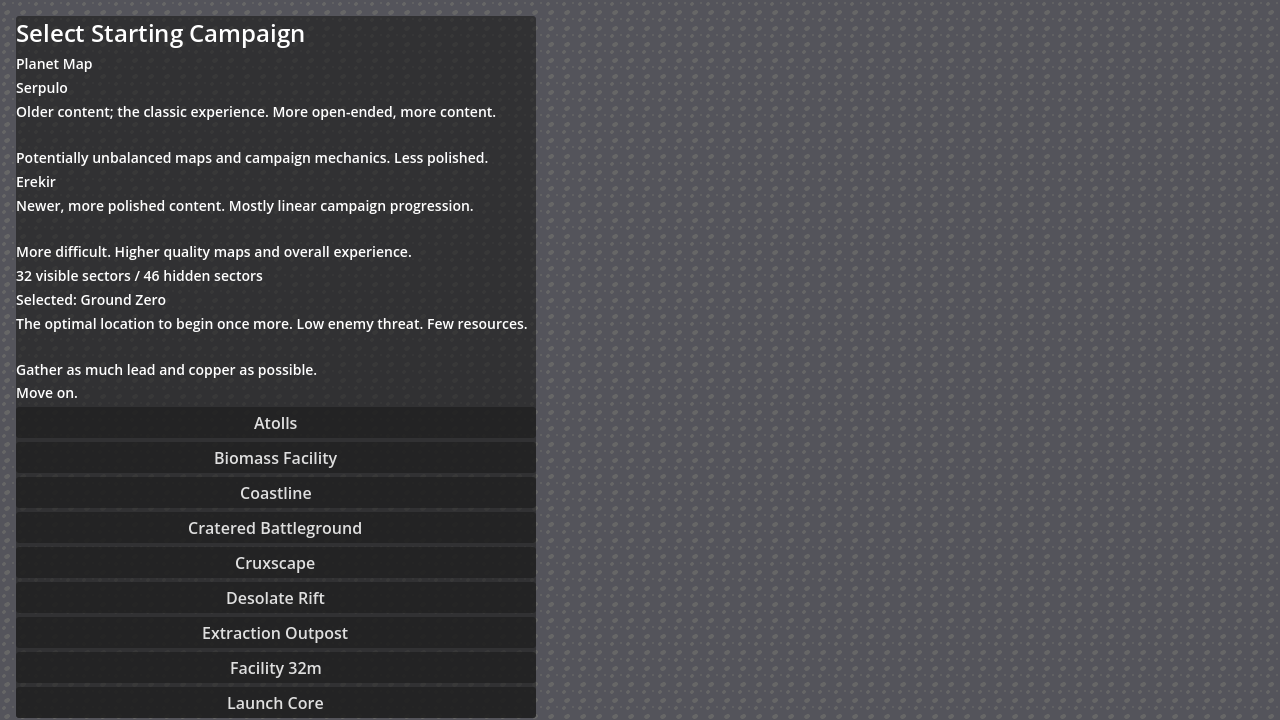 Select Starting Campaign
Planet Map
Serpulo
Older content; the classic experience. More open-ended, more content.
Potentially unbalanced maps and campaign mechanics. Less polished.
Erekir
Newer, more polished content. Mostly linear campaign progression.
More difficult. Higher quality maps and overall experience.
32 visible sectors / 46 hidden sectors
Selected: Ground Zero
The optimal location to begin once more. Low enemy threat. Few resources.
Gather as much lead and copper as possible.
Move on.
Atolls
Biomass Facility
Coastline
Cratered Battleground
Cruxscape
Desolate Rift
Extraction Outpost
Facility 32m
Launch Core